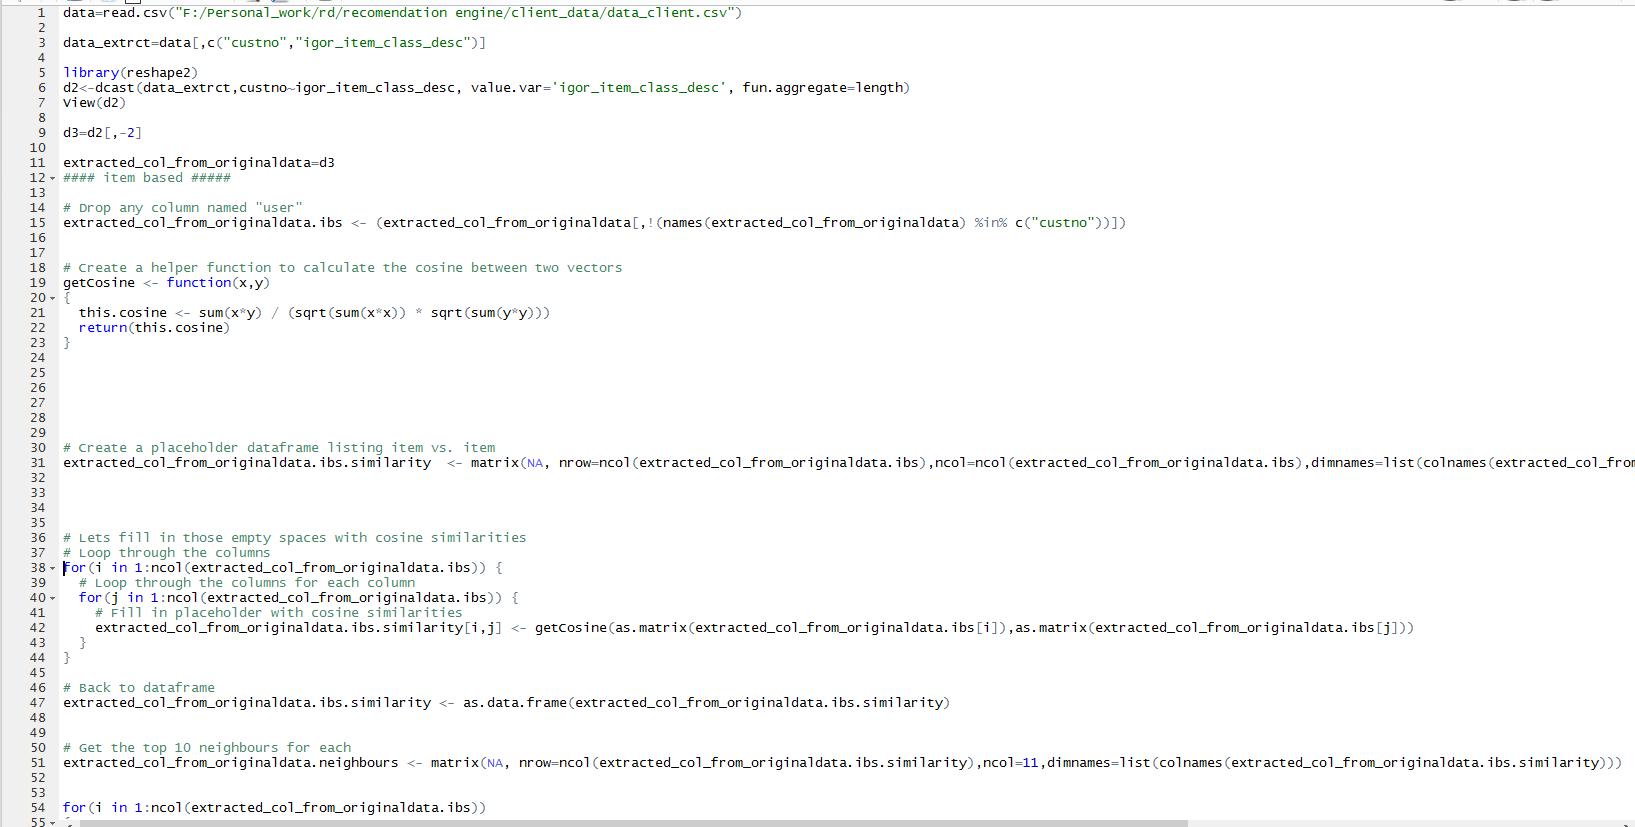 1 data=read.csv("F:/Personal_work/rd/recomendation engine/client_data/data_client.csv")
2
3 data_extrct=data[,c("custno","igor_item_class_desc")]
4
5 library(reshape2)
6 d2<-dcast(data_extrct,custno~igor_item_class_desc, value.var='igor_item_class_desc', fun.aggregate=length)
7 View(d2)
8
9 d3=d2[,-2]
10
11 extracted_col_from_originaldata=d3
12 #### item based #####
13
14 # Drop any column named "user"
15 extracted_col_from_originaldata.ibs <- (extracted_col_from_originaldata[,!(names(extracted_col_from_originaldata) %in% c("custno"))])
16
17
18 # Create a helper function to calculate the cosine between two vectors
19 getCosine <- function(x,y)
20 {
21   this.cosine <- sum(x*y) / (sqrt(sum(x*x)) * sqrt(sum(y*y)))
22   return(this.cosine)
23 }
24
25
26
27
28
29
30 # Create a placeholder dataframe listing item vs. item
31 extracted_col_from_originaldata.ibs.similarity  <- matrix(NA, nrow=ncol(extracted_col_from_originaldata.ibs),ncol=ncol(extracted_col_from_originaldata.ibs),dimnames=list(colnames(extracted_col_fro
32
33
34
35
36 # Lets fill in those empty spaces with cosine similarities
37 # Loop through the columns
38 for(i in 1:ncol(extracted_col_from_originaldata.ibs)) {
39   # Loop through the columns for each column
40   for(j in 1:ncol(extracted_col_from_originaldata.ibs)) {
41     # Fill in placeholder with cosine similarities
42     extracted_col_from_originaldata.ibs.similarity[i,j] <- getCosine(as.matrix(extracted_col_from_originaldata.ibs[i]),as.matrix(extracted_col_from_originaldata.ibs[j]))
43   }
44 }
45
46 # Back to dataframe
47 extracted_col_from_originaldata.ibs.similarity <- as.data.frame(extracted_col_from_originaldata.ibs.similarity)
48
49
50 # Get the top 10 neighbours for each
51 extracted_col_from_originaldata.neighbours <- matrix(NA, nrow=ncol(extracted_col_from_originaldata.ibs.similarity),ncol=11,dimnames=list(colnames(extracted_col_from_originaldata.ibs.similarity)))
52
53
54 for(i in 1:ncol(extracted_col_from_originaldata.ibs))
55